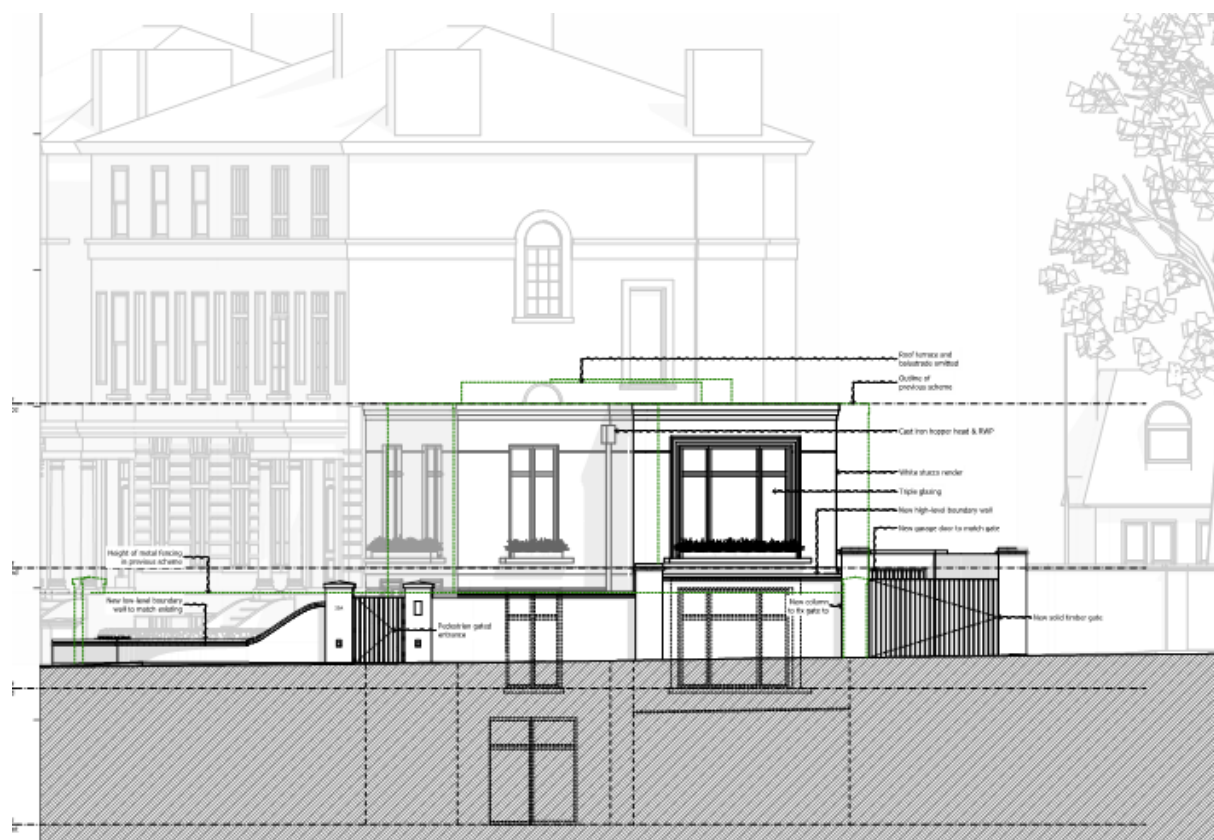 Roof terrace and
balustrade omitted
Outline of
previous scheme
Cast iron hopper head & RWP
White stucco render
Triple glazing
New high-level boundary wall
New garage door to match gate
Height of metal fencing
in previous scheme
New low-level boundary
wall to match existing
Pedestrian gated
entrance
New column
to fix gate to
New solid timber gate